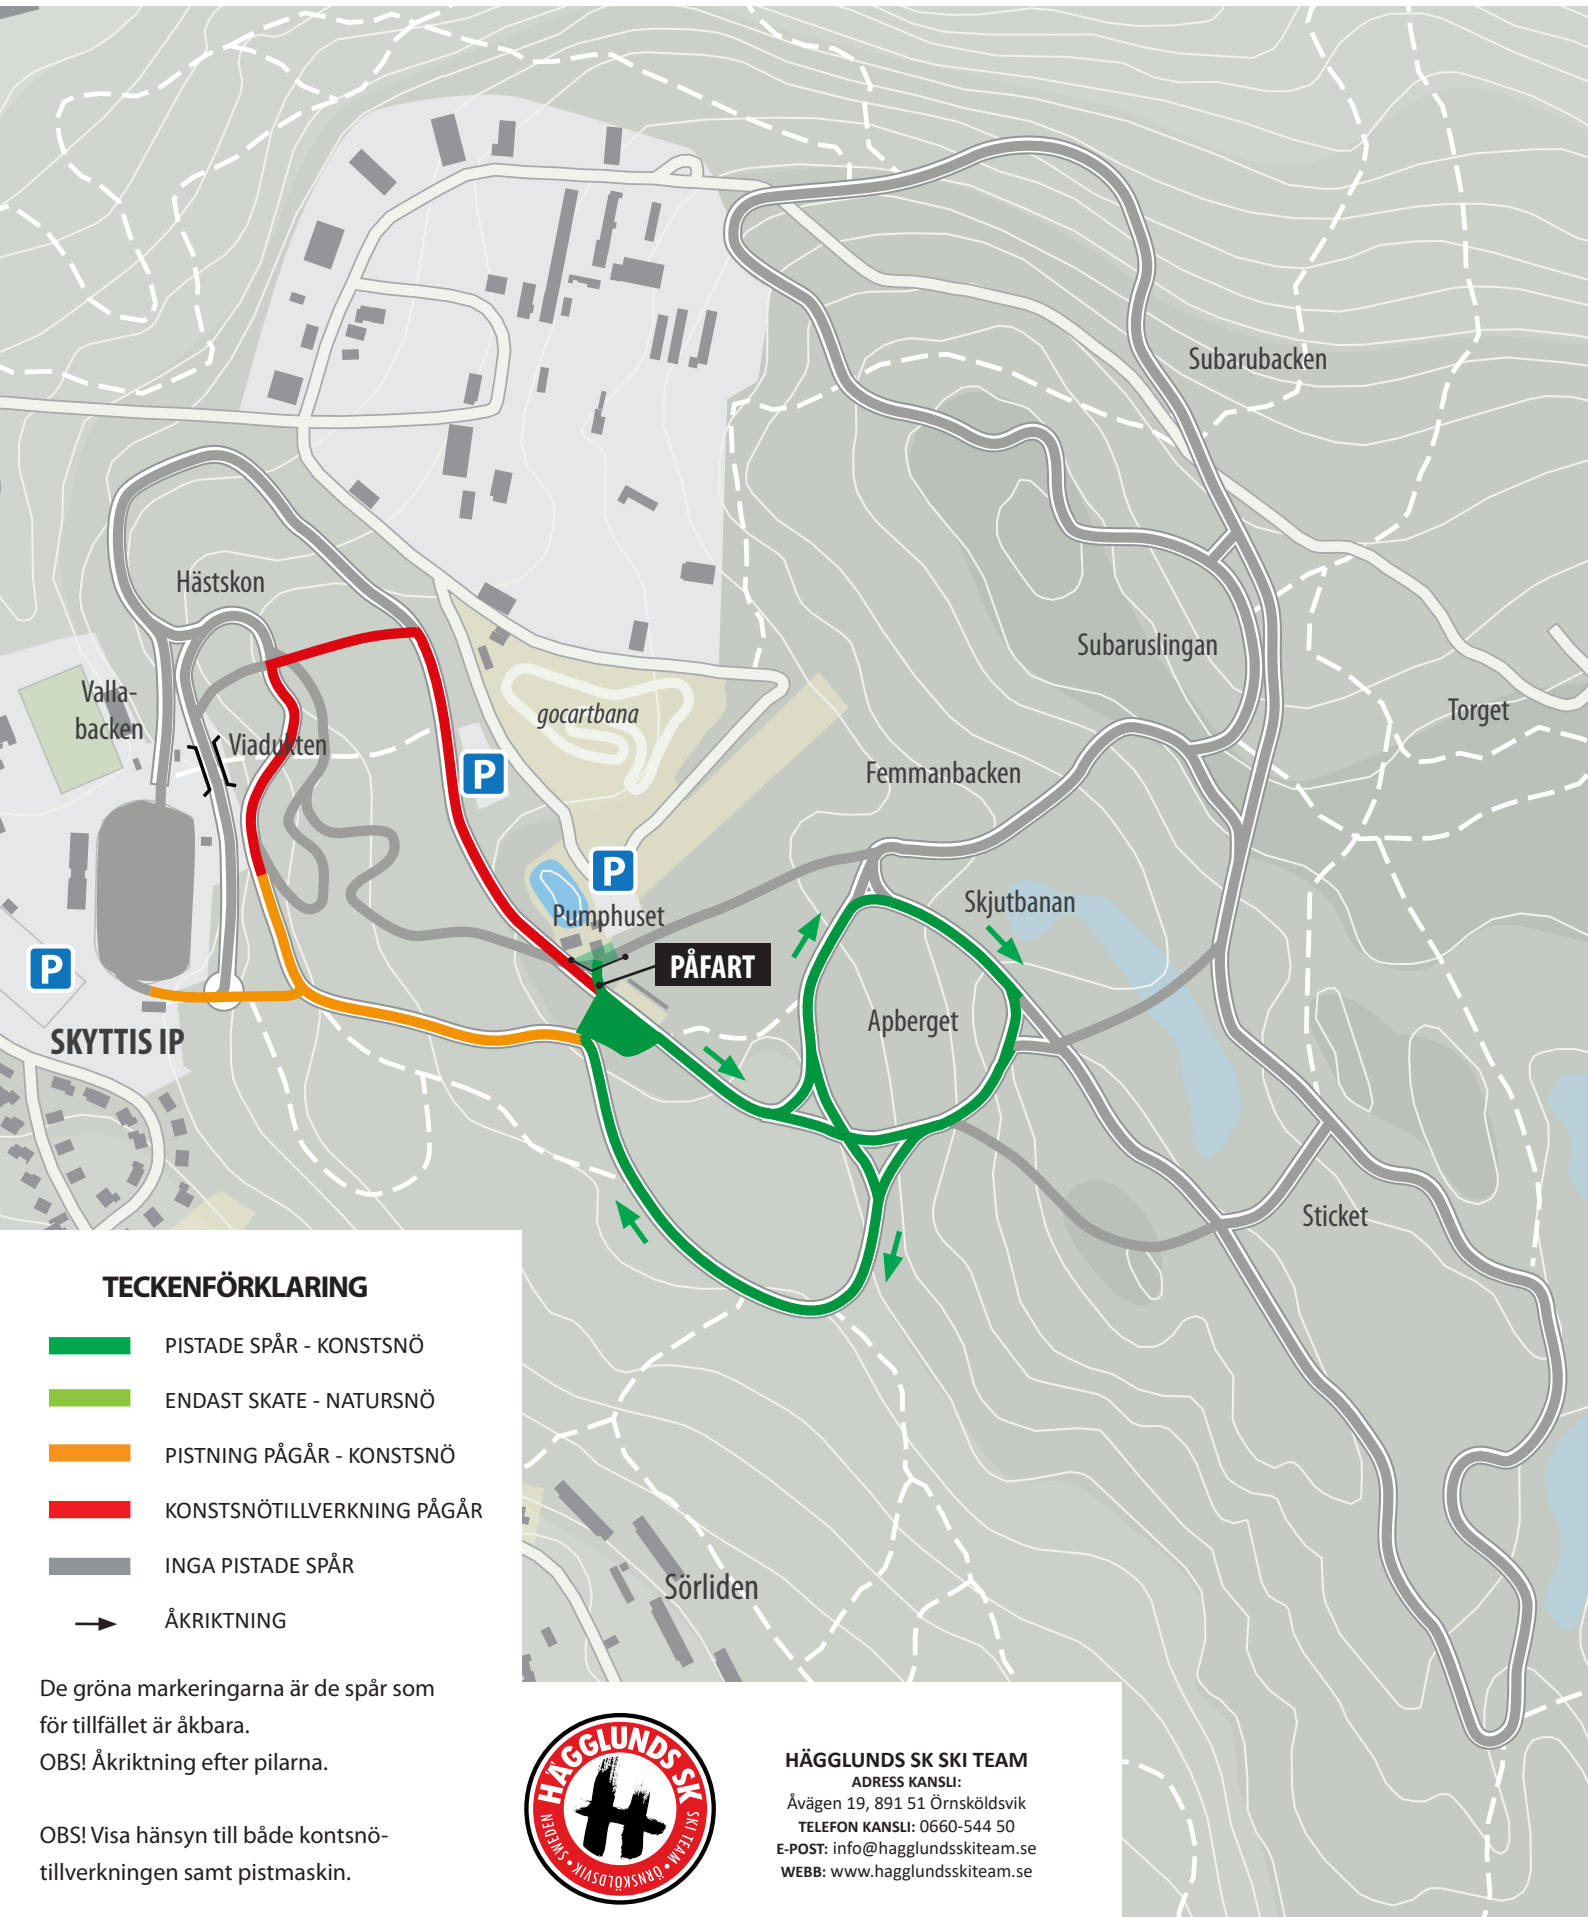 Subarubacken
Hästskon
Subaruslingan
Valla-
backen
Viadukten
gocartbana
Torget
P
Femmanbacken
P
Pumphuset
Skjutbanan
P
PÅFART
Apberget
SKYTTIS IP
Sticket
Sörliden
TECKENFÖRKLARING
PISTADE SPÅR - KONSTSNÖ
ENDAST SKATE - NATURSNÖ
PISTNING PÅGÅR - KONSTSNÖ
KONSTSNÖTILLVERKNING PÅGÅR
INGA PISTADE SPÅR
ÅKRIKTNING
De gröna markeringarna är de spår som
för tillfället är åkbara.
OBS! Åkriktning efter pilarna.
OBS! Visa hänsyn till både kontsnö-
tillverkningen samt pistmaskin.
HÄGGLUNDS SK
SKI TEAM • ÖRNSKÖLDSVIK • SWEDEN
HÄGGLUNDS SK SKI TEAM
ADRESS KANSLI:
Åvägen 19, 891 51 Örnsköldsvik
TELEFON KANSLI: 0660-544 50
E-POST: info@hagglundsskiteam.se
WEBB: www.hagglundsskiteam.se